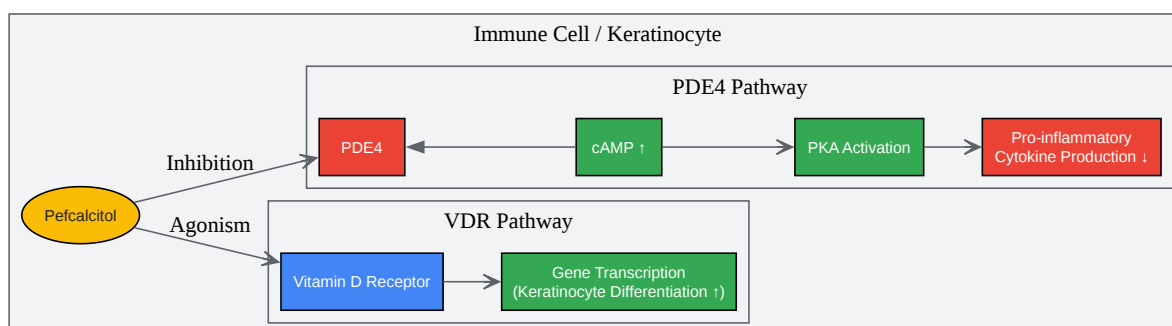 Immune Cell / Keratinocyte
PDE4 Pathway
PDE4
cAMP ↑
PKA Activation
Pro-inflammatory
Cytokine Production ↓
Inhibition
Pefcalcitol
Agonism
VDR Pathway
Vitamin D Receptor
Gene Transcription
(Keratinocyte Differentiation ↑)